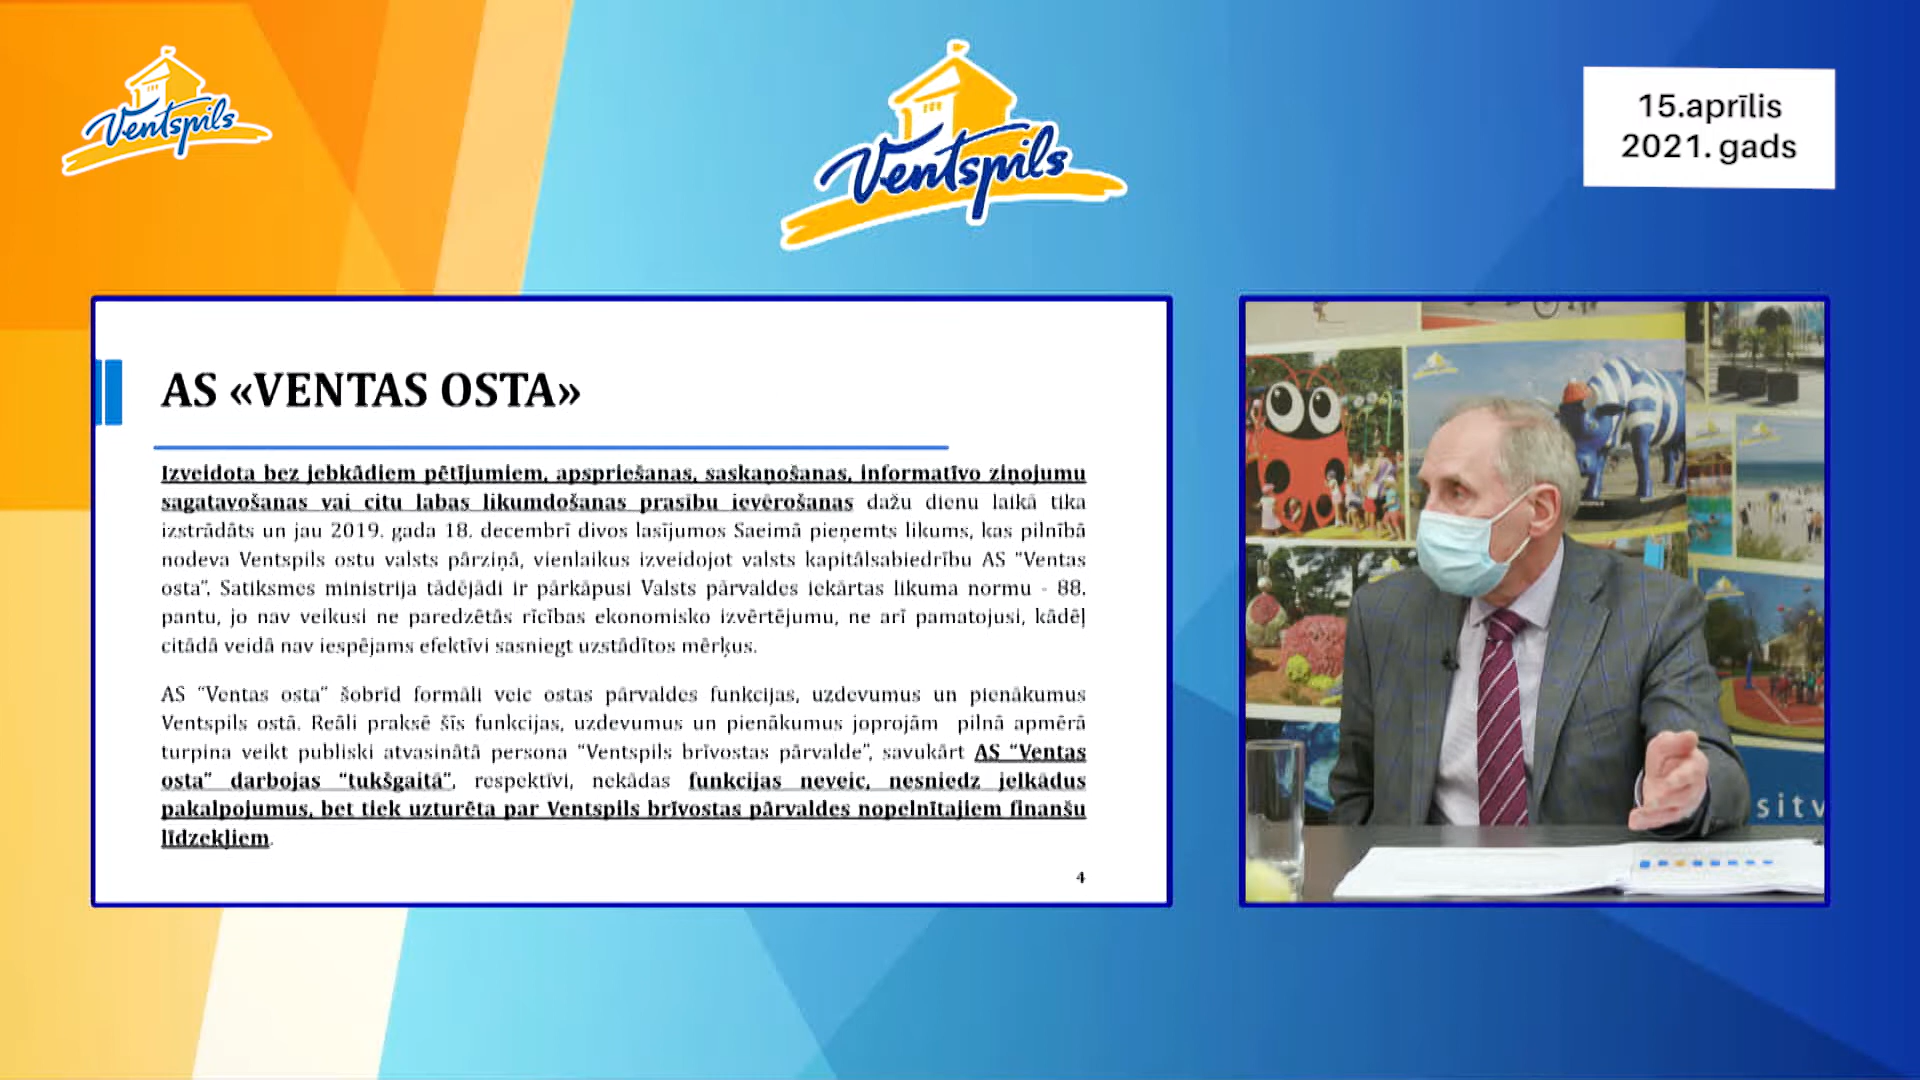 Ventspils
Ventspils
15.aprīlis
2021. gads
AS «VENTAS OSTA»
Izveidota bez jebkādiem pētījumiem, apspriešanas, saskaņošanas, informatīvo ziņojumu
sagatavošanas vai citu labas likumdošanas prasību ievērošanas dažu dienu laikā tika
izstrādāts un jau 2019. gada 18. decembrī divos lasījumos Saeimā pieņemts likums, kas pilnībā
nodeva Ventspils ostu valsts pārziņā, vienlaikus izveidojot valsts kapitālsabiedrību AS "Ventas
osta". Satiksmes ministrija tādējādi ir pārkāpusi Valsts pārvaldes iekārtas likuma normu - 88.
pantu, jo nav veikusi ne paredzētās rīcības ekonomisko izvērtējumu, ne arī pamatojusi, kādēļ
citādā veidā nav iespējams efektīvi sasniegt uzstādītos mērķus.
AS "Ventas osta" šobrīd formāli veic ostas pārvaldes funkcijas, uzdevumus un pienākumus
Ventspils ostā. Reāli praksē šīs funkcijas, uzdevumus un pienākumus joprojām pilnā apmērā
turpina veikt publiski atvasinātā persona "Ventspils brīvostas pārvalde", savukārt AS "Ventas
osta" darbojas "tukšgaitā", respektīvi, nekādas funkcijas neveic, nesniedz jelkādus
pakalpojumus, bet tiek uzturēta par Ventspils brīvostas pārvaldes nopelnītajiem finanšu
līdzekļiem.
4
sitv